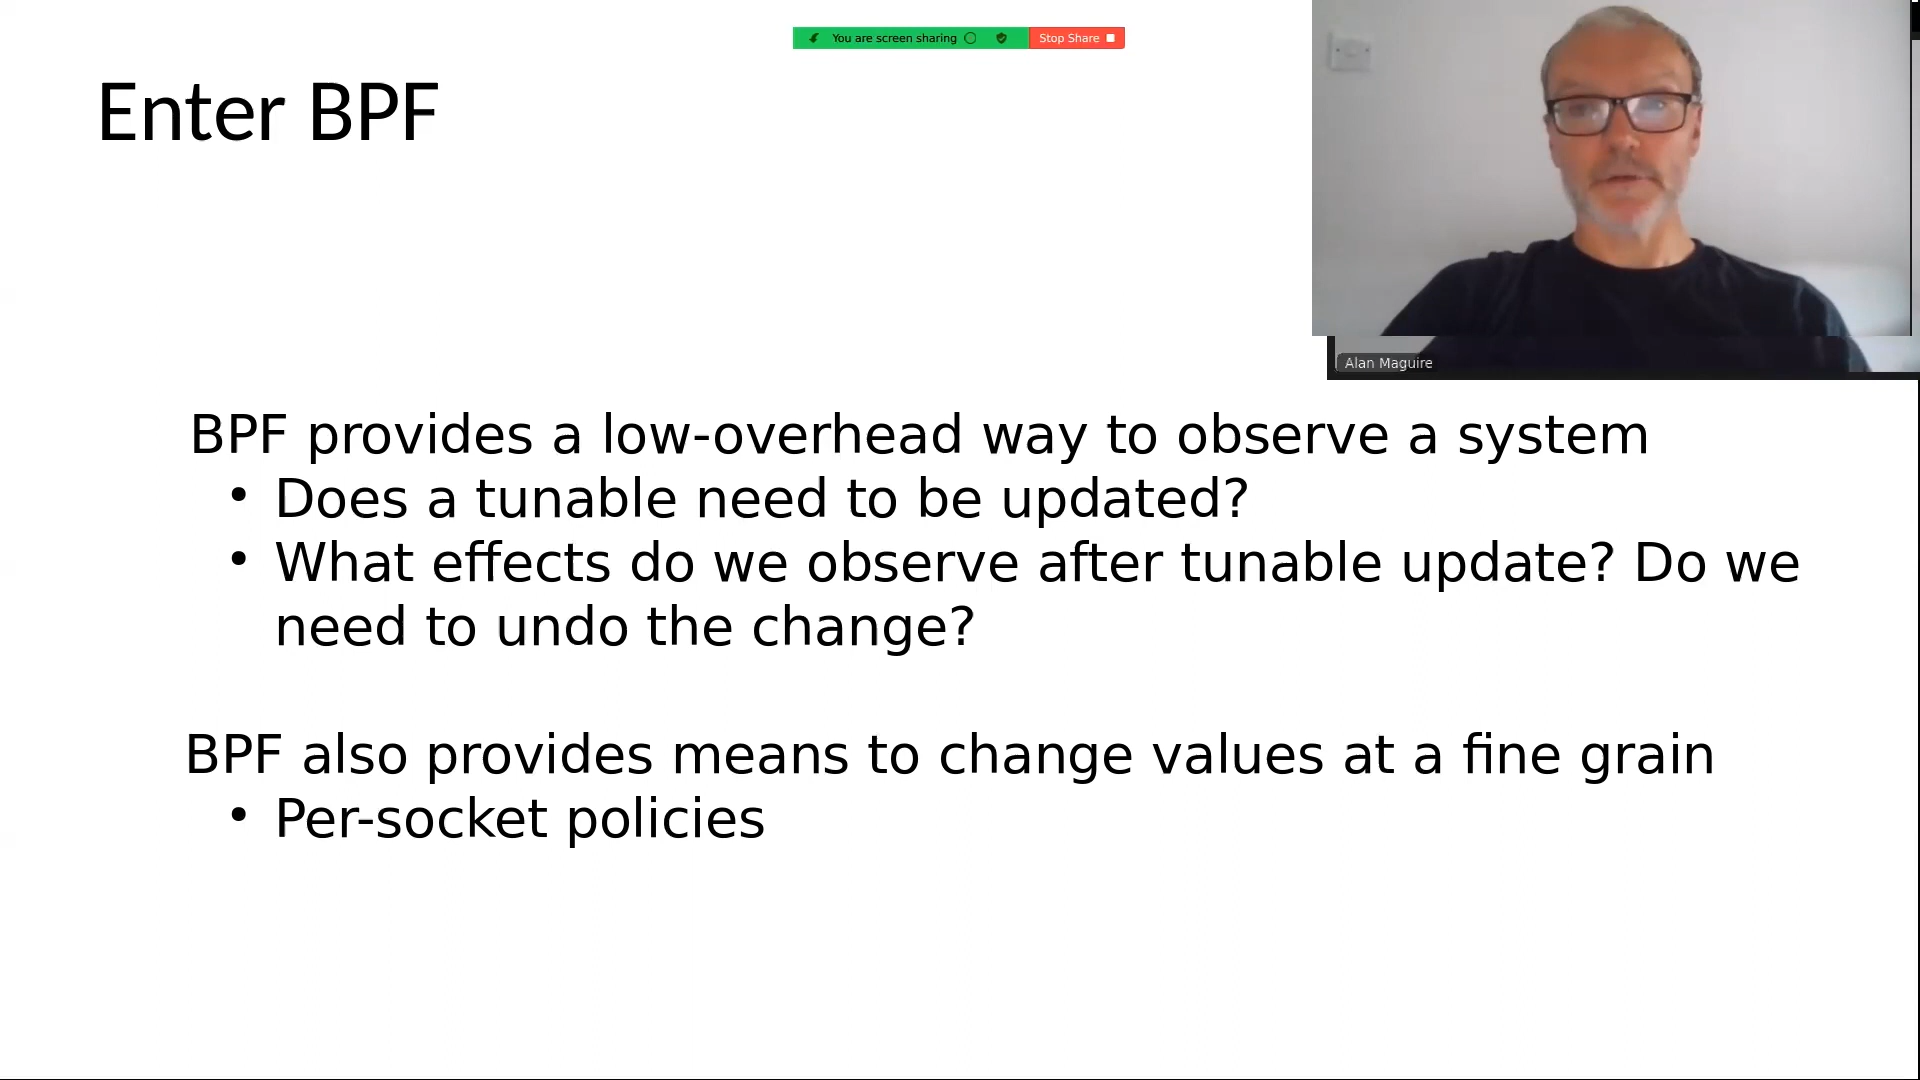 You are screen sharing
Stop Share
Enter BPF
Alan Maguire
BPF provides a low-overhead way to observe a system
• Does a tunable need to be updated?
• What effects do we observe after tunable update? Do we
need to undo the change?
BPF also provides means to change values at a fine grain
• Per-socket policies